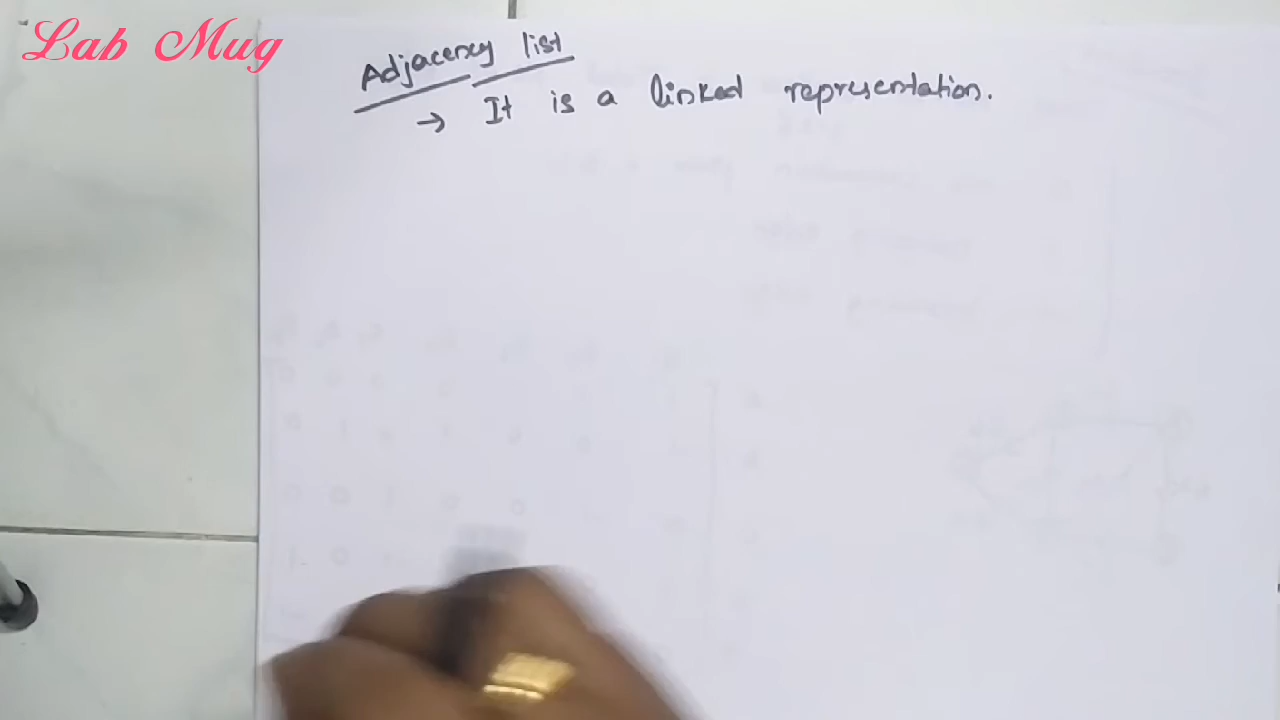 Lab Mug
Adjacency list
→ It is a linked representation.